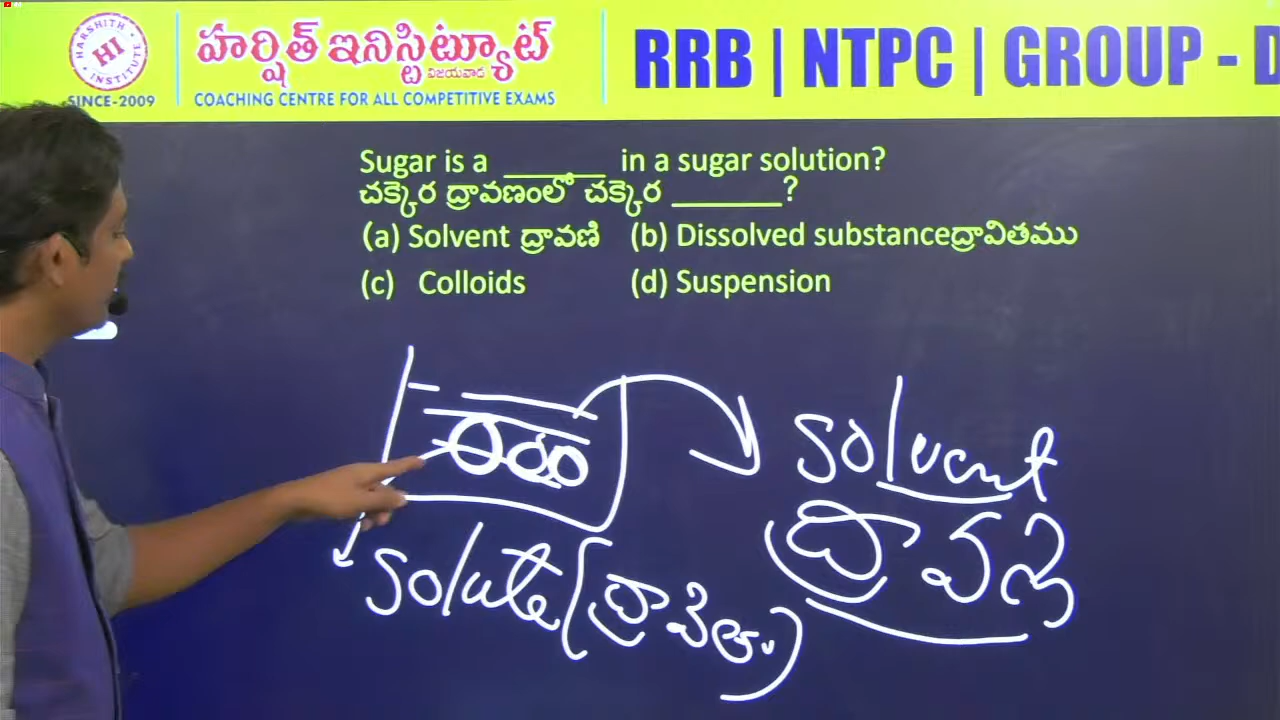 HARSHITH INSTITUTE
HI
SINCE-2009
హర్షిత్ ఇనిస్టిట్యూట్
విజయవాడ
COACHING CENTRE FOR ALL COMPETITIVE EXAMS
RRB | NTPC | GROUP - D
Sugar is a ______ in a sugar solution?
చక్కెర ద్రావణంలో చక్కెర _______?
(a) Solvent ద్రావణి (b) Dissolved substanceద్రావితము
(c) Colloids (d) Suspension
solvent
ద్రావణి
solute (ద్రావితం)